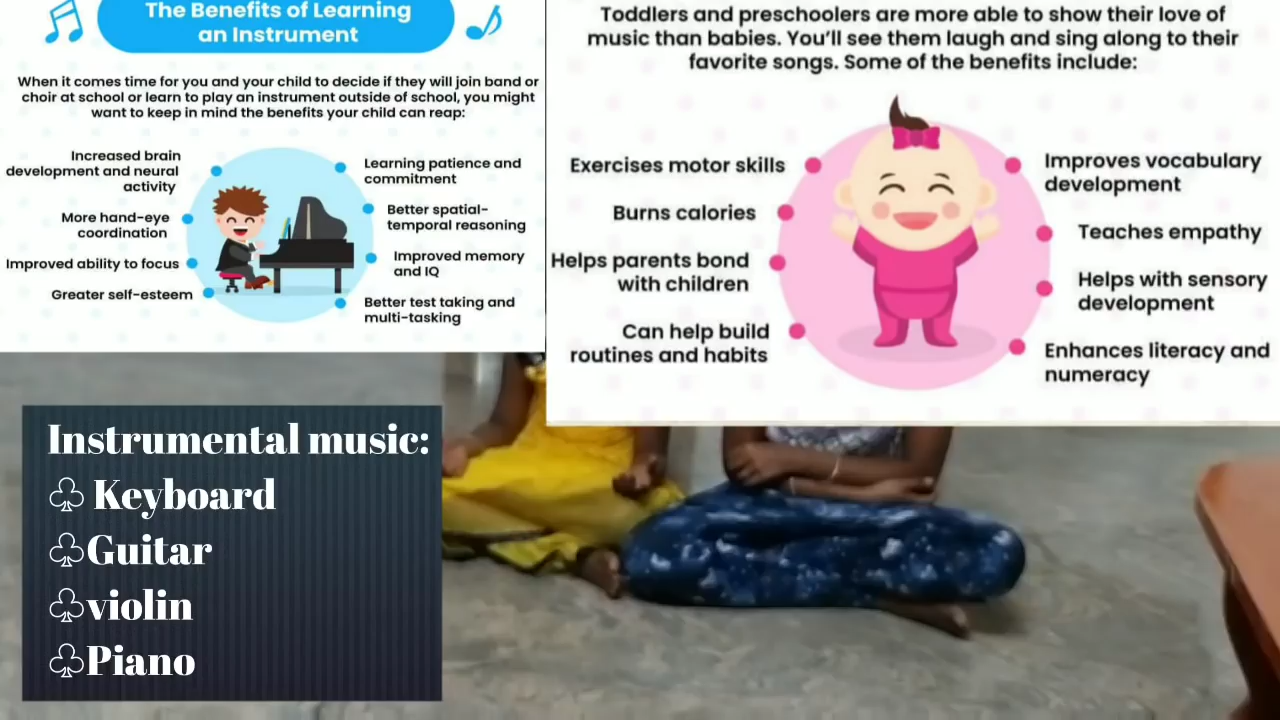 The Benefits of Learning
an Instrument
When it comes time for you and your child to decide if they will join band or
choir at school or learn to play an instrument outside of school, you might
want to keep in mind the benefits your child can reap:
Increased brain
development and neural
activity
More hand-eye
coordination
Improved ability to focus
Greater self-esteem
Learning patience and
commitment
Better spatial-
temporal reasoning
Improved memory
and IQ
Better test taking and
multi-tasking
Toddlers and preschoolers are more able to show their love of
music than babies. You'll see them laugh and sing along to their
favorite songs. Some of the benefits include:
Exercises motor skills
Burns calories
Helps parents bond
with children
Can help build
routines and habits
Improves vocabulary
development
Teaches empathy
Helps with sensory
development
Enhances literacy and
numeracy
Instrumental music:
♧ Keyboard
♧Guitar
♧violin
♧Piano